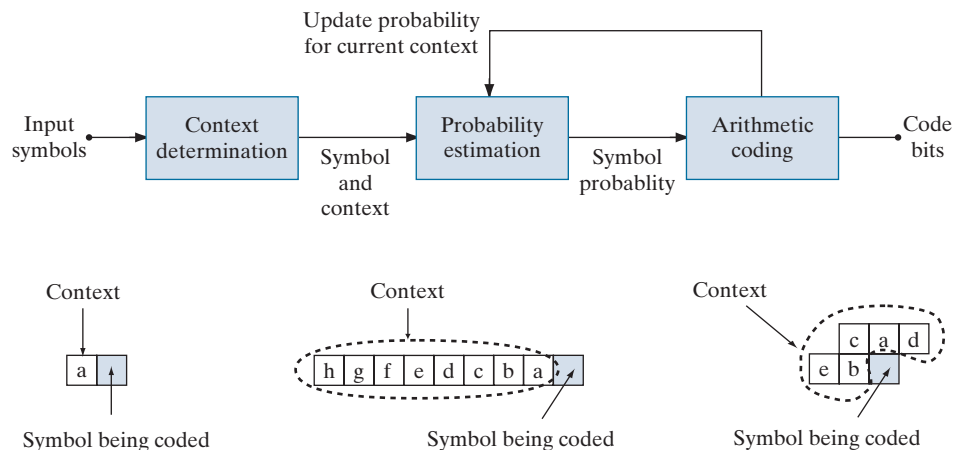 Update probability
for current context
Input
symbols
Context
determination
Symbol
and
context
Probability
estimation
Symbol
probablity
Arithmetic
coding
Code
bits
Context
a
Symbol being coded
Context
h g f e d c b a
Symbol being coded
Context
c a d
e b
Symbol being coded